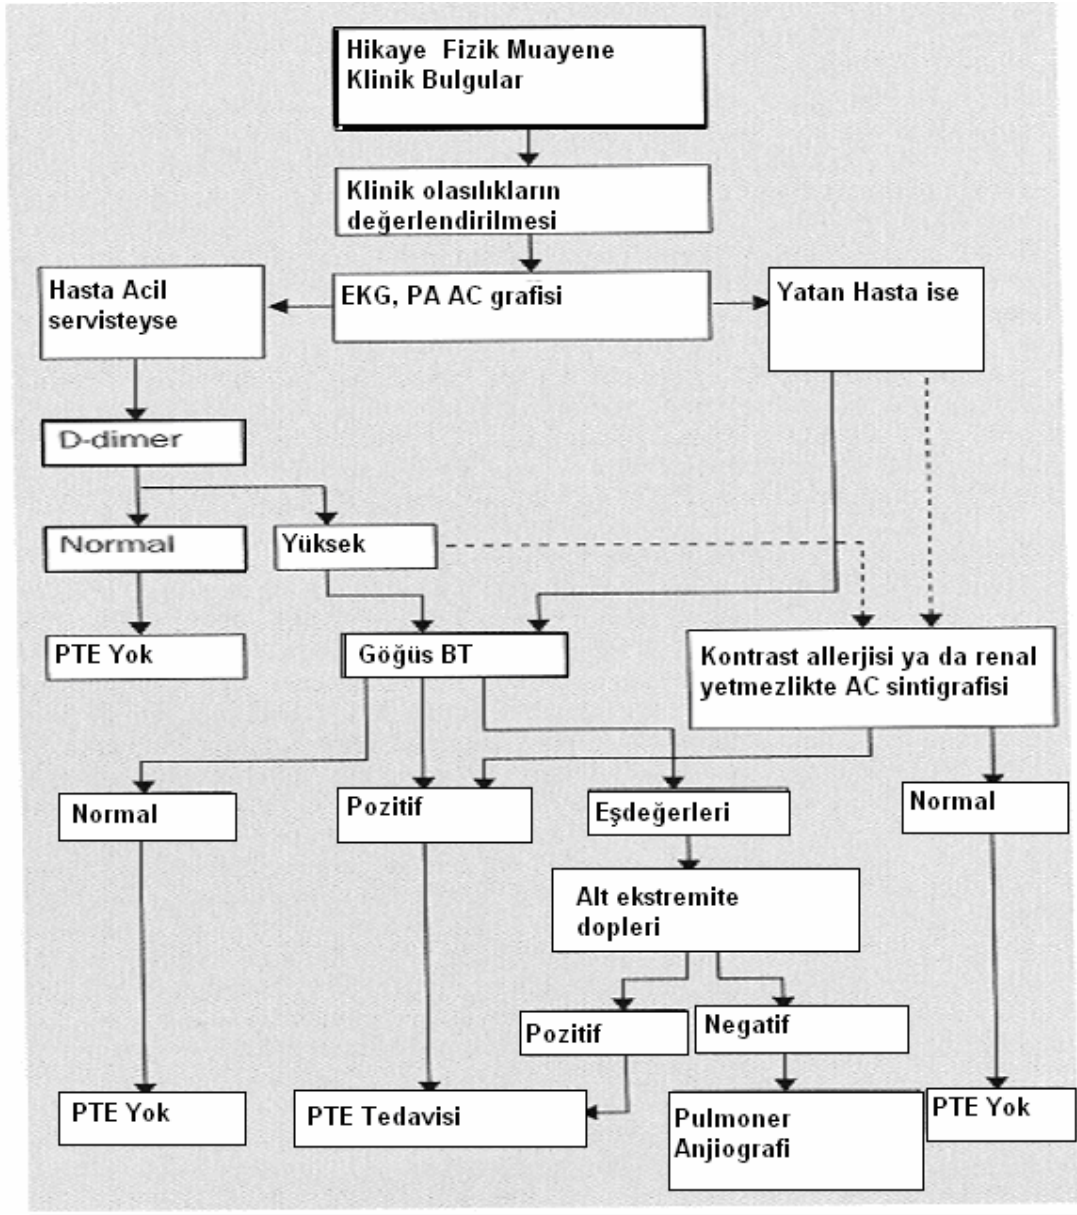 Hikaye Fizik Muayene
Klinik Bulgular
Klinik olasılıkların
değerlendirilmesi
Hasta Acil
servisteyse
EKG, PA AC grafisi
Yatan Hasta ise
D-dimer
Normal
Yüksek
PTE Yok
Göğüs BT
Kontrast allerjisi ya da renal
yetmezlikte AC sintigrafisi
Normal
Pozitif
Eşdeğerleri
Normal
Alt ekstremite
dopleri
Pozitif
Negatif
PTE Yok
PTE Tedavisi
Pulmoner
Anjiografi
PTE Yok